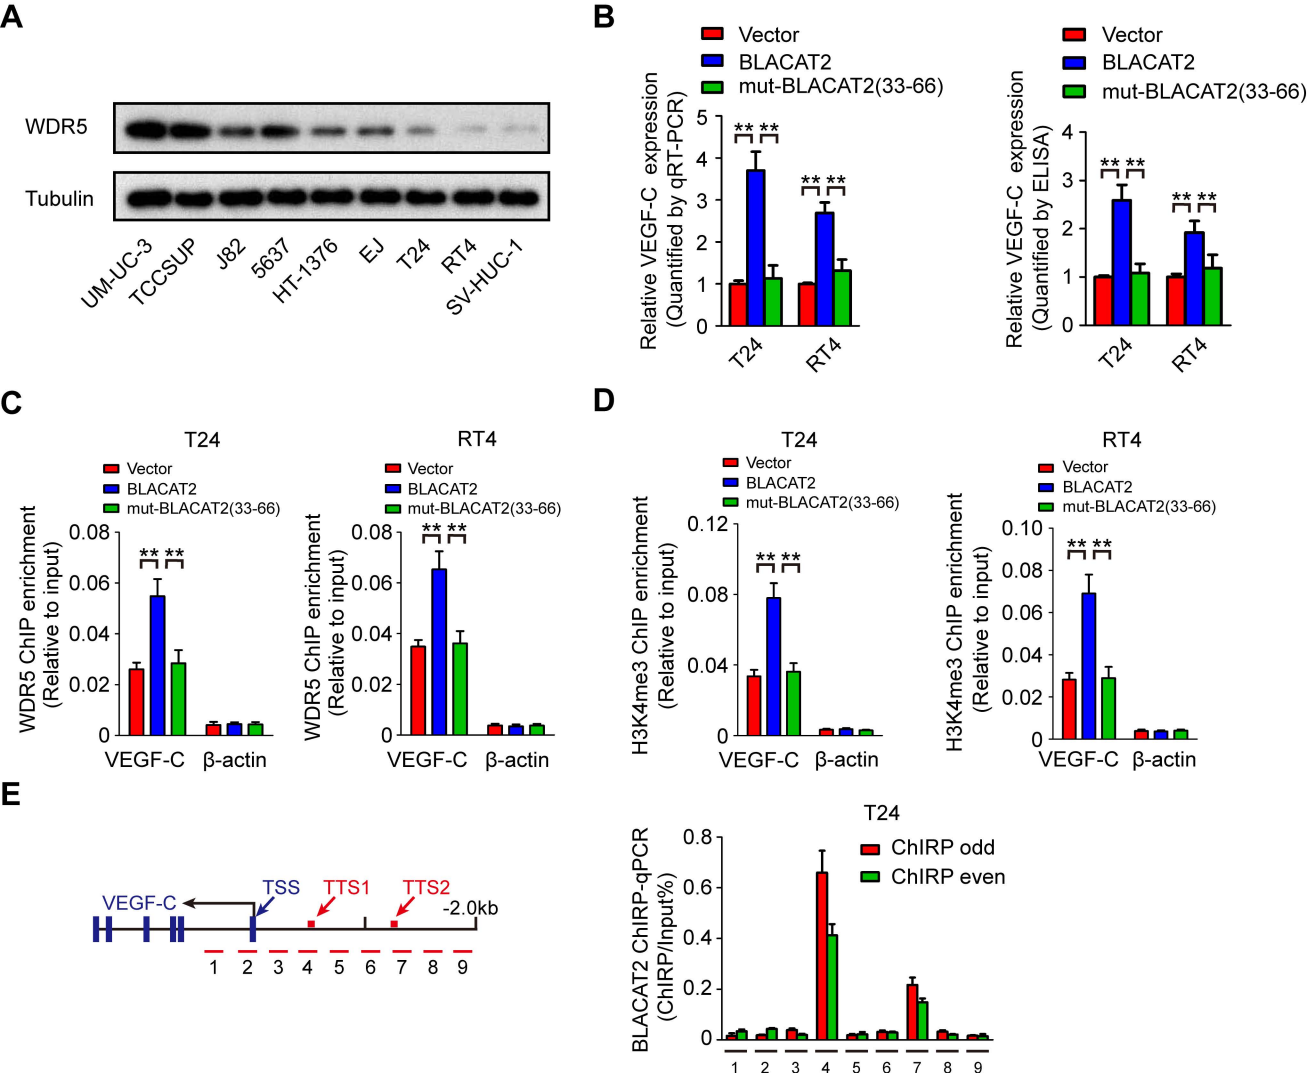 A
WDR5
Tubulin
UM-UC-3
TCCSUP
J82
5637
HT-1376
EJ
T24
RT4
SV-HUC-1
B
Vector
BLACAT2
mut-BLACAT2(33-66)
Relative VEGF-C expression
(Quantified by qRT-PCR)
5
4
3
2
1
0
** **
** **
T24
RT4
Vector
BLACAT2
mut-BLACAT2(33-66)
Relative VEGF-C expression
(Quantified by ELISA)
4
3
2
1
0
** **
** **
T24
RT4
C
T24
Vector
BLACAT2
mut-BLACAT2(33-66)
WDR5 ChIP enrichment
(Relative to input)
0.08
0.06
0.04
0.02
0
** **
VEGF-C β-actin
RT4
Vector
BLACAT2
mut-BLACAT2(33-66)
WDR5 ChIP enrichment
(Relative to input)
0.08
0.06
0.04
0.02
0
** **
VEGF-C β-actin
D
T24
Vector
BLACAT2
mut-BLACAT2(33-66)
H3K4me3 ChIP enrichment
(Relative to input)
0.12
0.08
0.04
0
** **
VEGF-C β-actin
RT4
Vector
BLACAT2
mut-BLACAT2(33-66)
H3K4me3 ChIP enrichment
(Relative to input)
0.10
0.08
0.06
0.04
0.02
0
** **
VEGF-C β-actin
E
VEGF-C
TSS
TTS1
TTS2
-2.0kb
1 2 3 4 5 6 7 8 9
T24
ChIRP odd
ChIRP even
BLACAT2 ChIRP-qPCR
(ChIRP/Input%)
0.8
0.6
0.4
0.2
0
1 2 3 4 5 6 7 8 9